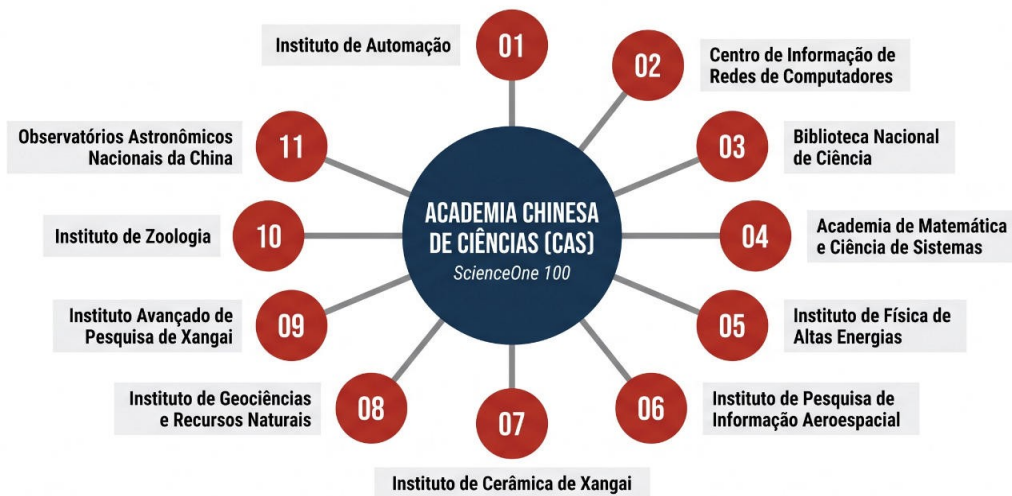 ACADEMIA CHINESA
DE CIÊNCIAS (CAS)
ScienceOne 100
01
Instituto de Automação
02
Centro de Informação de
Redes de Computadores
03
Biblioteca Nacional
de Ciência
04
Academia de Matemática
e Ciência de Sistemas
05
Instituto de Física de
Altas Energias
06
Instituto de Pesquisa de
Informação Aeroespacial
07
Instituto de Cerâmica de Xangai
08
Instituto de Geociências
e Recursos Naturais
09
Instituto Avançado de
Pesquisa de Xangai
10
Instituto de Zoologia
11
Observatórios Astronômicos
Nacionais da China